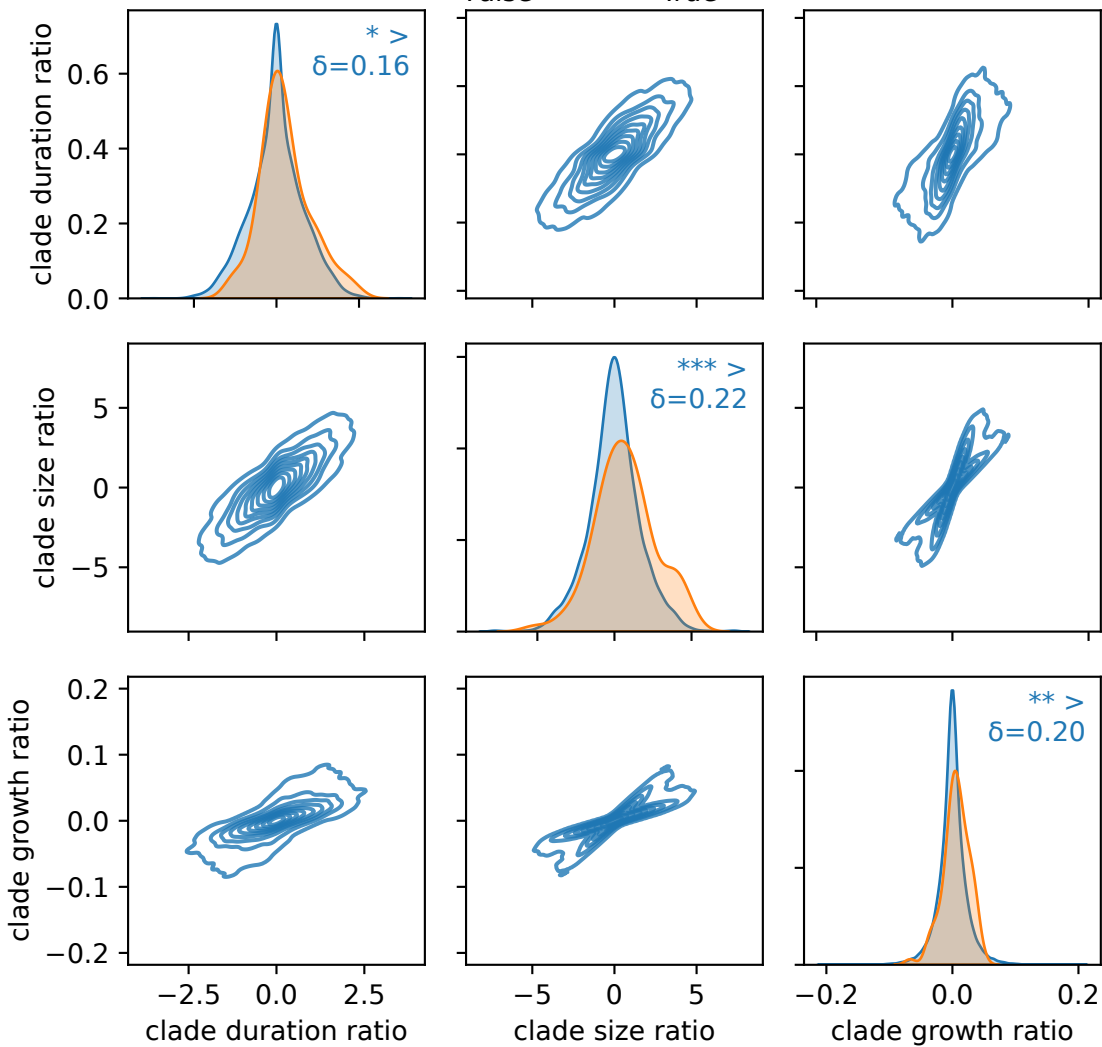 clade duration ratio
0.6
0.4
0.2
0.0
* >
δ=0.16
clade size ratio
5
0
−5
*** >
δ=0.22
clade growth ratio
0.2
0.1
0.0
−0.1
−0.2
** >
δ=0.20
−2.5 0.0 2.5
−5 0 5
−0.2 0.0 0.2
clade duration ratio
clade size ratio
clade growth ratio